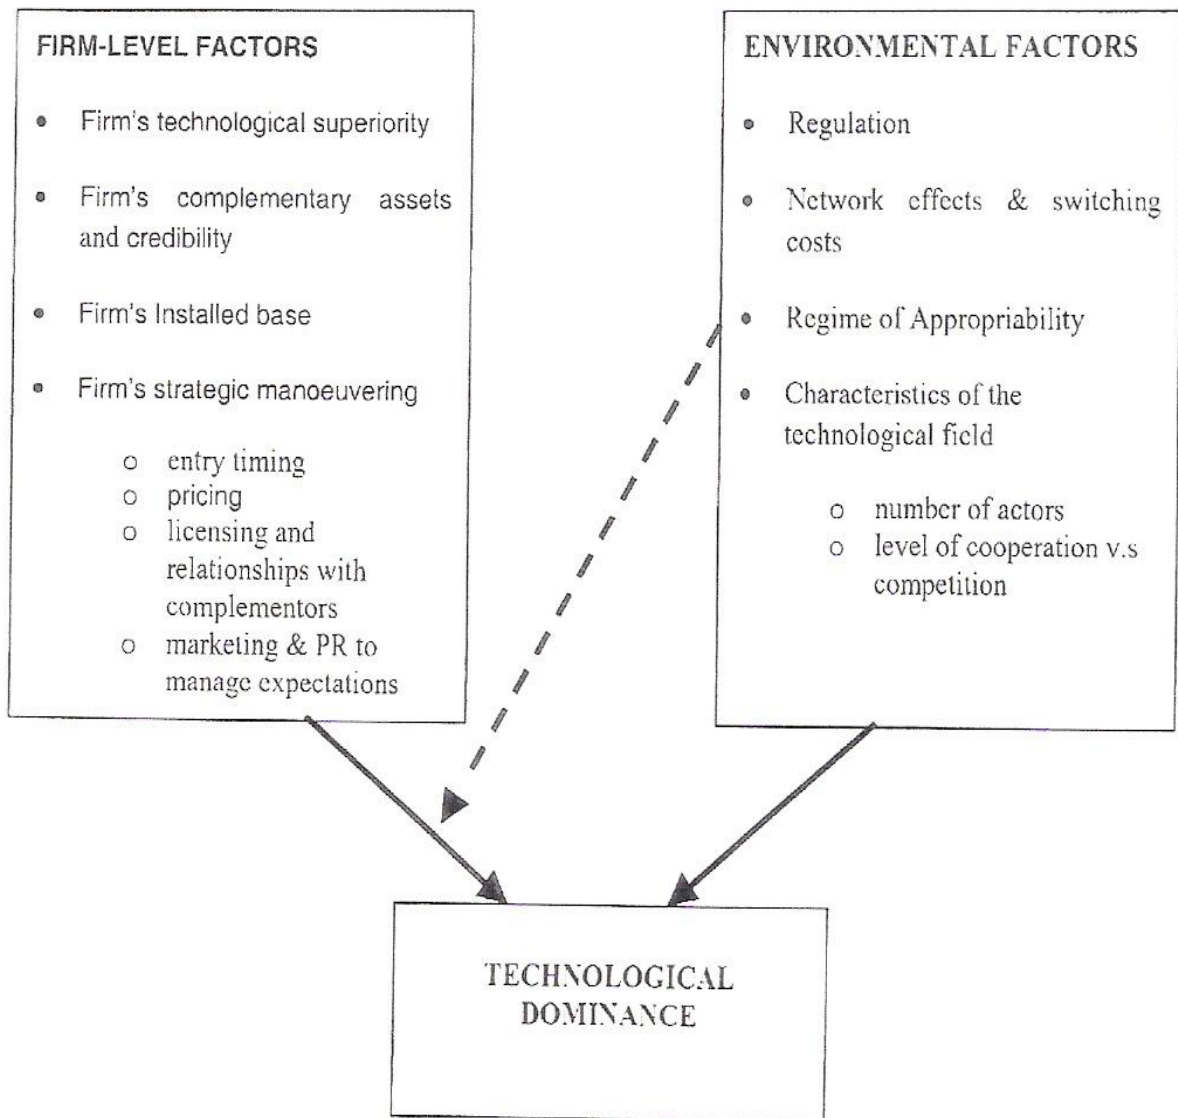 FIRM-LEVEL FACTORS
• Firm's technological superiority
• Firm's complementary assets
and credibility
• Firm's Installed base
• Firm's strategic manoeuvering
o entry timing
o pricing
o licensing and
relationships with
complementors
o marketing & PR to
manage expectations
ENVIRONMENTAL FACTORS
• Regulation
• Network effects & switching
costs
• Regime of Appropriability
• Characteristics of the
technological field
o number of actors
o level of cooperation v.s
competition
TECHNOLOGICAL
DOMINANCE